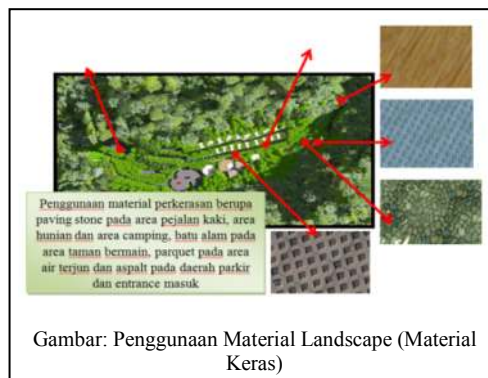 Penggunaan material perkerasan berupa
paving stone pada area pejalan kaki, area
hunian dan area camping, batu alam pada
area taman bermain, parquet pada area
air terjun dan aspalt pada daerah parkir
dan entrance masuk
Gambar: Penggunaan Material Landscape (Material
Keras)